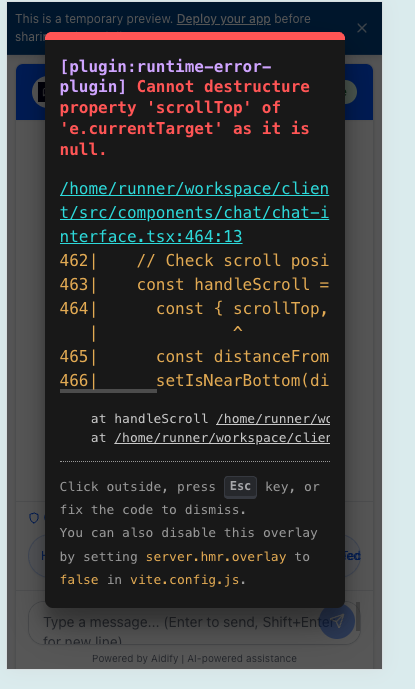 This is a temporary preview. Deploy your app before
sharin
[plugin:runtime-error-
plugin] Cannot destructure
property 'scrollTop' of
'e.currentTarget' as it is
null.
/home/runner/workspace/clien
t/src/components/chat/chat-i
nterface.tsx:464:13
462|    // Check scroll posi
463|    const handleScroll =
464|      const { scrollTop,
   |              ^
465|      const distanceFrom
466|      setIsNearBottom(di
at handleScroll /home/runner/wo
at /home/runner/workspace/clien
Click outside, press Esc key, or
fix the code to dismiss.
You can also disable this overlay
by setting server.hmr.overlay to
false in vite.config.js.
Type a message... (Enter to send, Shift+Enter
for new line)
Powered by Aidify | AI-powered assistance